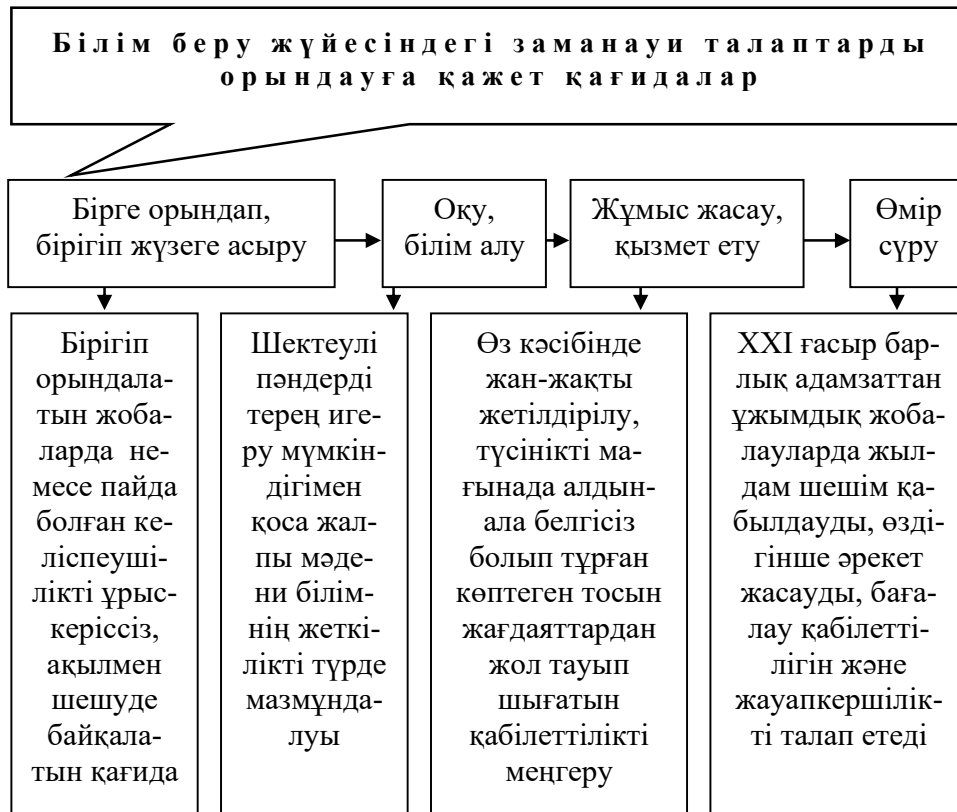 Білім беру жүйесіндегі заманауи талаптарды
орындауға қажет қағидалар
Бірге орындап,
бірігіп жүзеге асыру
Оқу,
білім алу
Жұмыс жасау,
қызмет ету
Өмір
сүру
Бірігіп
орындала-
тын жоба-
ларда не-
месе пайда
болған ке-
ліспеуші-
лікті ұрыс-
керіссіз,
ақылмен
шешуде
байқала-
тын қағида
Шектеулі
пәндерді
терең иге-
ру мүмкін-
дігімен
қоса жал-
пы мәде-
ни білім-
нің жеткі-
лікті түрде
мазмұнда-
луы
Өз кәсібінде
жан-жақты
жетілдірілу,
түсінікті ма-
ғынада алдын-
ала белгісіз
болып тұрған
көптеген тосын
жағдаяттардан
жол тауып
шығатын
қабілеттілікті
меңгеру
XXI ғасыр бар-
лық адамзаттан
ұжымдық жоба-
лауларда жыл-
дам шешім қа-
былдауды, өзді-
гінше әрекет
жасауды, баға-
лау қабілетті-
лігін және
жауапкершілік-
ті талап етеді